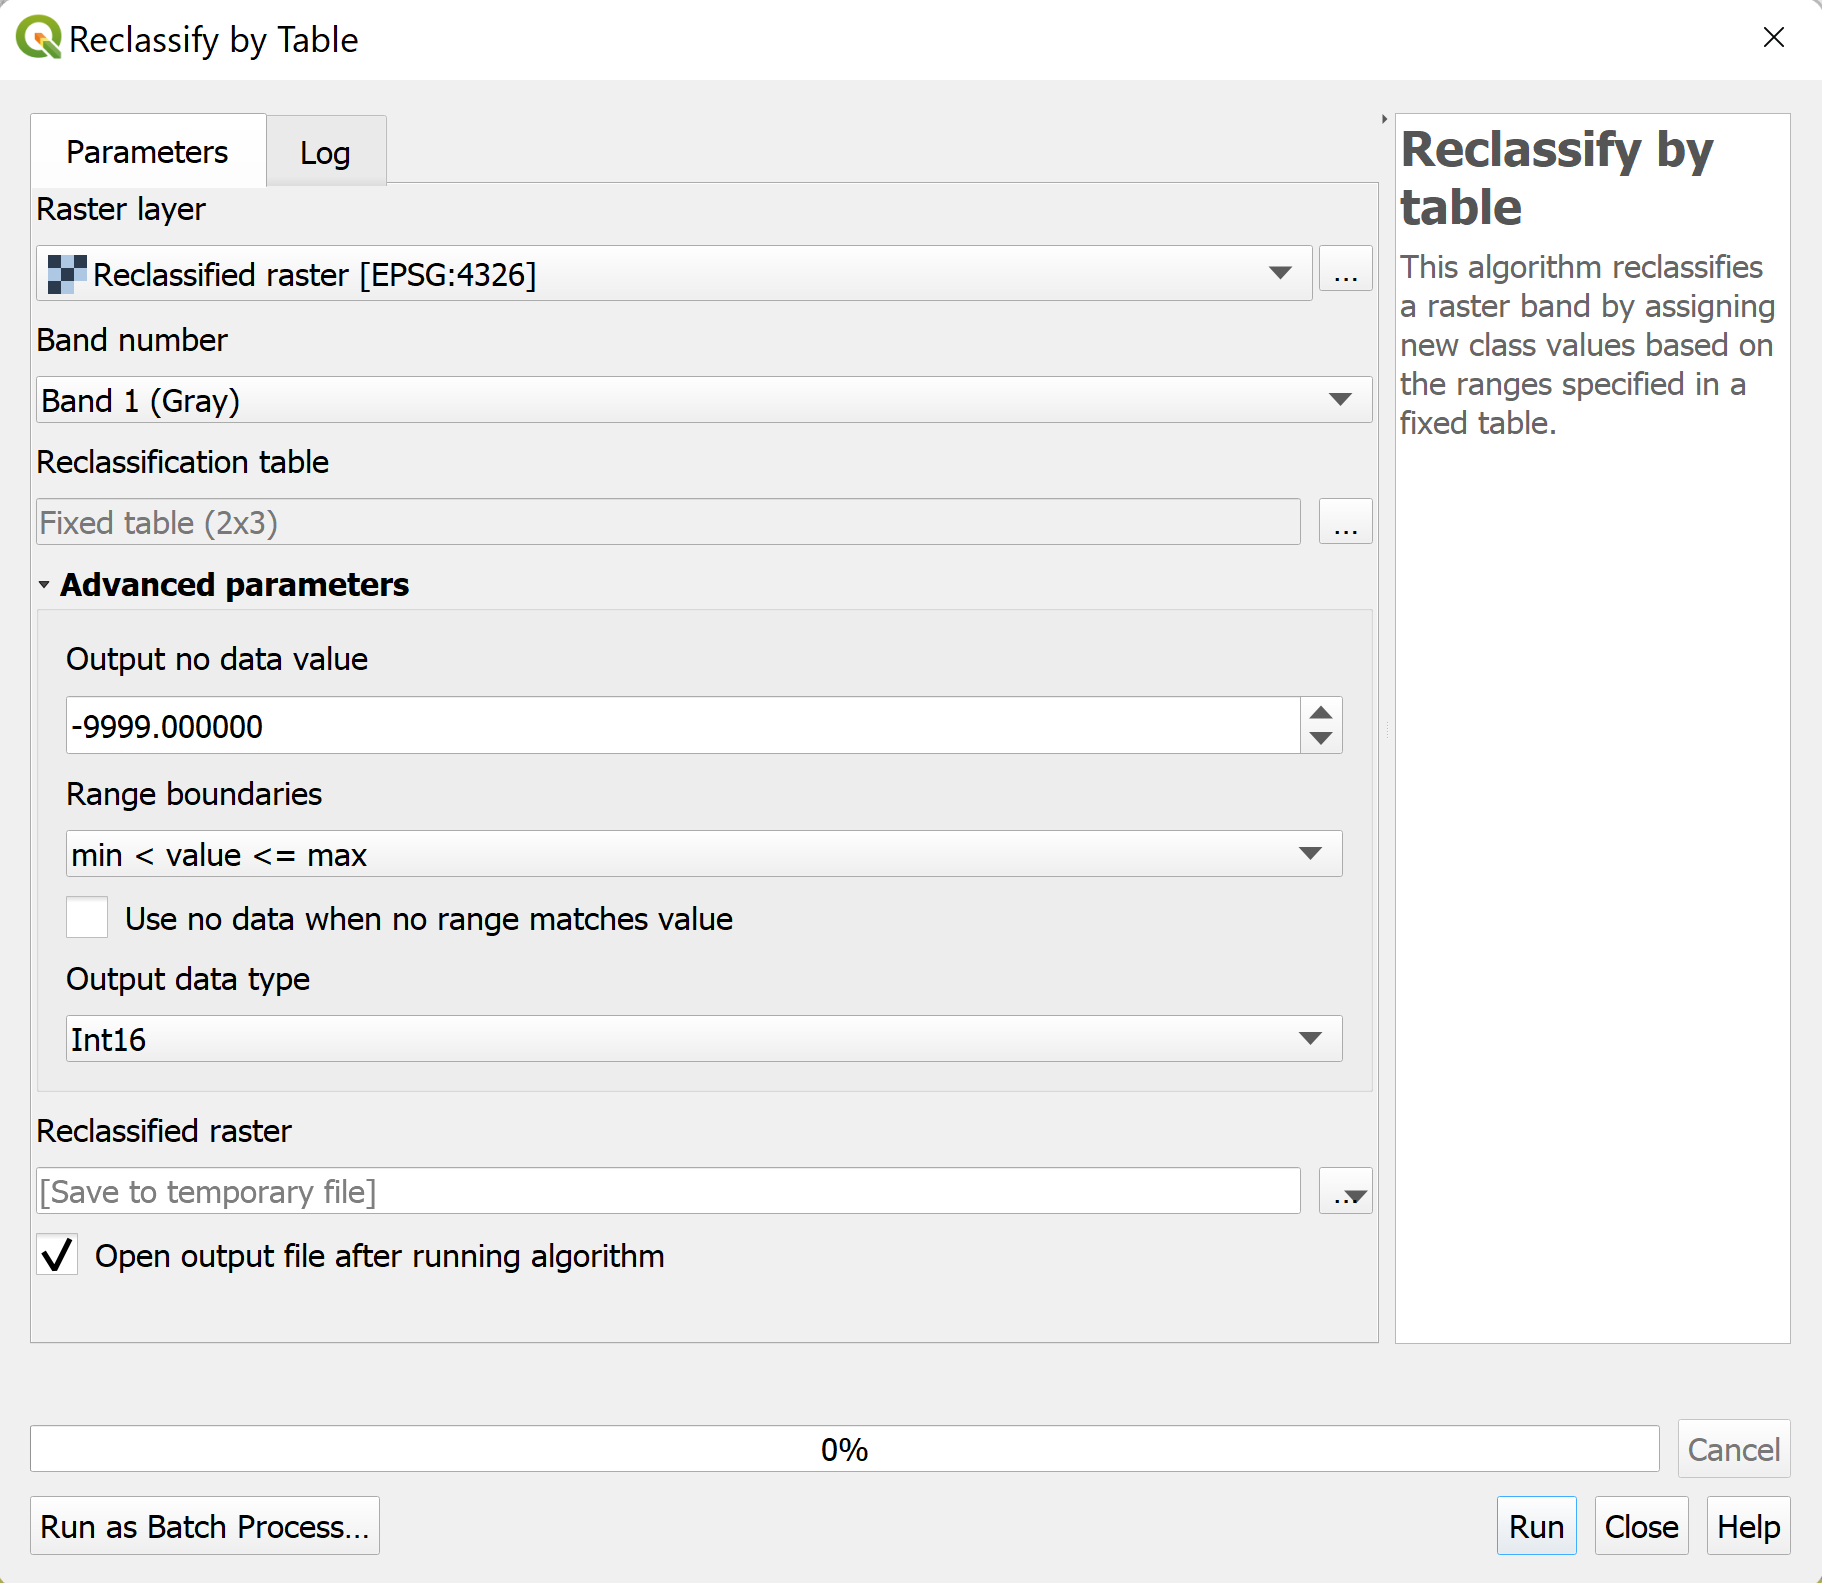 Reclassify by Table
Parameters
Log
Raster layer
Reclassified raster [EPSG:4326]
...
Band number
Band 1 (Gray)
Reclassification table
Fixed table (2x3)
...
Advanced parameters
Output no data value
-9999.000000
Range boundaries
min < value <= max
Use no data when no range matches value
Output data type
Int16
Reclassified raster
[Save to temporary file]
...
Open output file after running algorithm
Reclassify by
table
This algorithm reclassifies
a raster band by assigning
new class values based on
the ranges specified in a
fixed table.
0%
Cancel
Run as Batch Process...
Run
Close
Help